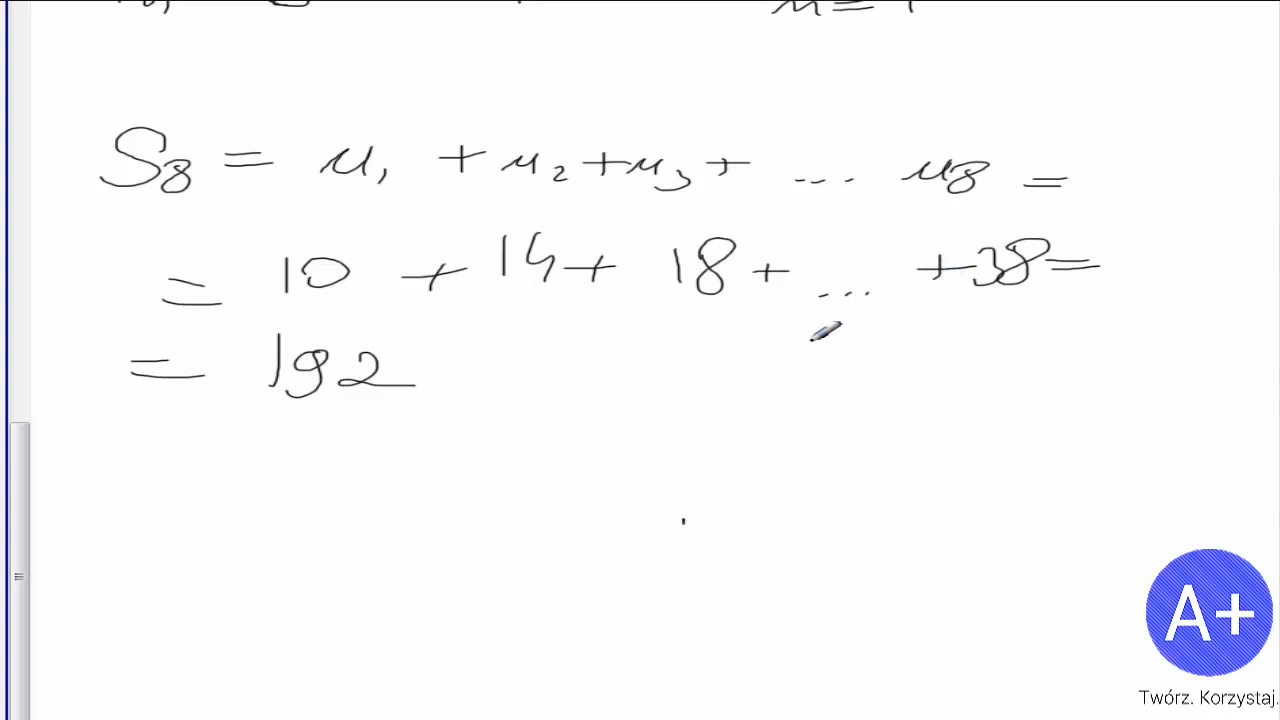 S₈ = u₁ + u₂ + u₃ + ... u₈ =
= 10 + 14 + 18 + ... + 38 =
= 192
A+
Twórz. Korzystaj.